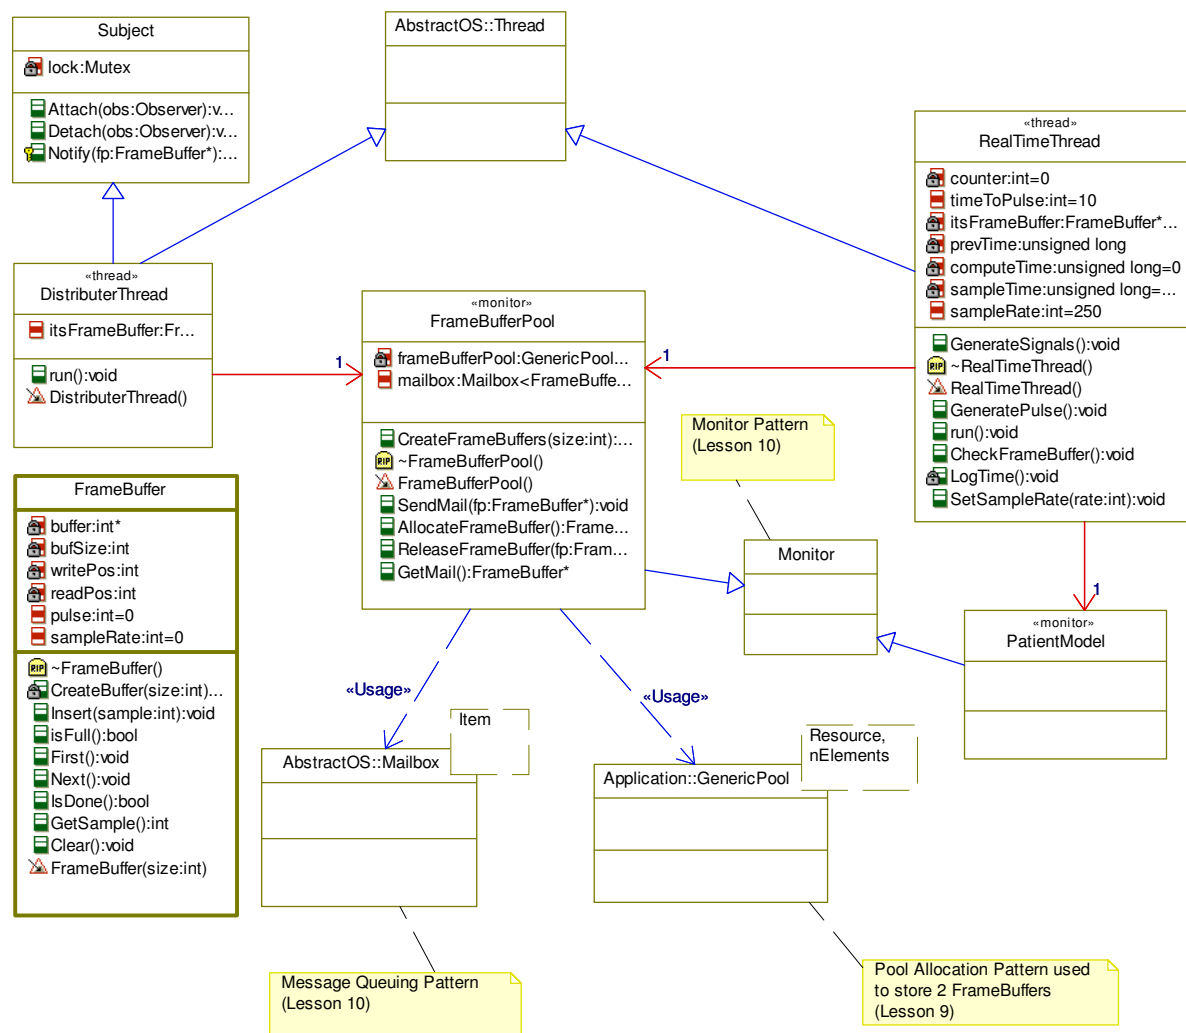 Subject
lock:Mutex
Attach(obs:Observer):v...
Detach(obs:Observer):v...
Notify(fp:FrameBuffer*):...
AbstractOS::Thread
«thread»
RealTimeThread
counter:int=0
timeToPulse:int=10
itsFrameBuffer:FrameBuffer*...
prevTime:unsigned long
computeTime:unsigned long=0
sampleTime:unsigned long=...
sampleRate:int=250
GenerateSignals():void
RIP ~RealTimeThread()
RealTimeThread()
GeneratePulse():void
run():void
CheckFrameBuffer():void
LogTime():void
SetSampleRate(rate:int):void
«thread»
DistributerThread
itsFrameBuffer:Fr...
run():void
DistributerThread()
1
1
«monitor»
FrameBufferPool
frameBufferPool:GenericPool...
mailbox:Mailbox<FrameBuffe...
CreateFrameBuffers(size:int):...
RIP ~FrameBufferPool()
FrameBufferPool()
SendMail(fp:FrameBuffer*):void
AllocateFrameBuffer():Frame...
ReleaseFrameBuffer(fp:Fram...
GetMail():FrameBuffer*
Monitor Pattern
(Lesson 10)
Monitor
1
«monitor»
PatientModel
FrameBuffer
buffer:int*
bufSize:int
writePos:int
readPos:int
pulse:int=0
sampleRate:int=0
RIP ~FrameBuffer()
CreateBuffer(size:int)...
Insert(sample:int):void
isFull():bool
First():void
Next():void
IsDone():bool
GetSample():int
Clear():void
FrameBuffer(size:int)
«Usage»
«Usage»
Item
AbstractOS::Mailbox
Resource,
nElements
Application::GenericPool
Message Queuing Pattern
(Lesson 10)
Pool Allocation Pattern used
to store 2 FrameBuffers
(Lesson 9)